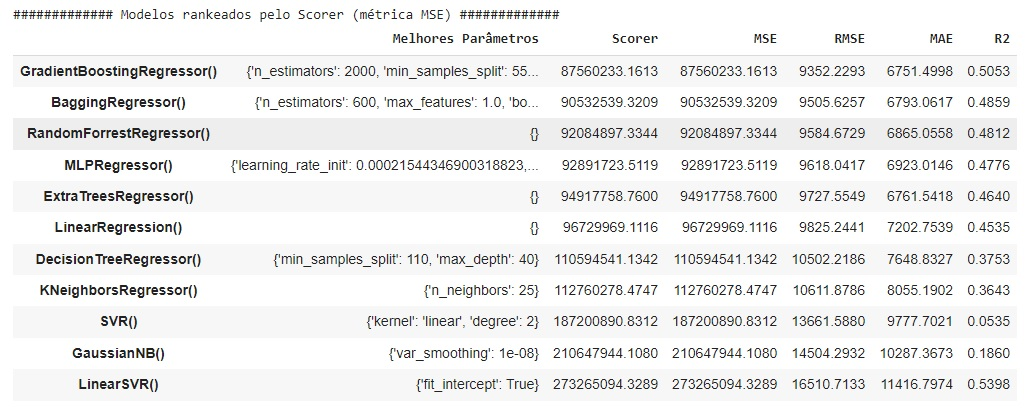 ############# Modelos rankeados pelo Scorer (métrica MSE) #############
Melhores Parâmetros Scorer MSE RMSE MAE R2
GradientBoostingRegressor() {'n_estimators': 2000, 'min_samples_split': 55... 87560233.1613 87560233.1613 9352.2293 6751.4998 0.5053
BaggingRegressor() {'n_estimators': 600, 'max_features': 1.0, 'bo... 90532539.3209 90532539.3209 9505.6257 6793.0617 0.4859
RandomForrestRegressor() {} 92084897.3344 92084897.3344 9584.6729 6865.0558 0.4812
MLPRegressor() {'learning_rate_init': 0.00021544346900318823,... 92891723.5119 92891723.5119 9618.0417 6923.0146 0.4776
ExtraTreesRegressor() {} 94917758.7600 94917758.7600 9727.5549 6761.5418 0.4640
LinearRegression() {} 96729969.1116 96729969.1116 9825.2441 7202.7539 0.4535
DecisionTreeRegressor() {'min_samples_split': 110, 'max_depth': 40} 110594541.1342 110594541.1342 10502.2186 7648.8327 0.3753
KNeighborsRegressor() {'n_neighbors': 25} 112760278.4747 112760278.4747 10611.8786 8055.1902 0.3643
SVR() {'kernel': 'linear', 'degree': 2} 187200890.8312 187200890.8312 13661.5880 9777.7021 0.0535
GaussianNB() {'var_smoothing': 1e-08} 210647944.1080 210647944.1080 14504.2932 10287.3673 0.1860
LinearSVR() {'fit_intercept': True} 273265094.3289 273265094.3289 16510.7133 11416.7974 0.5398